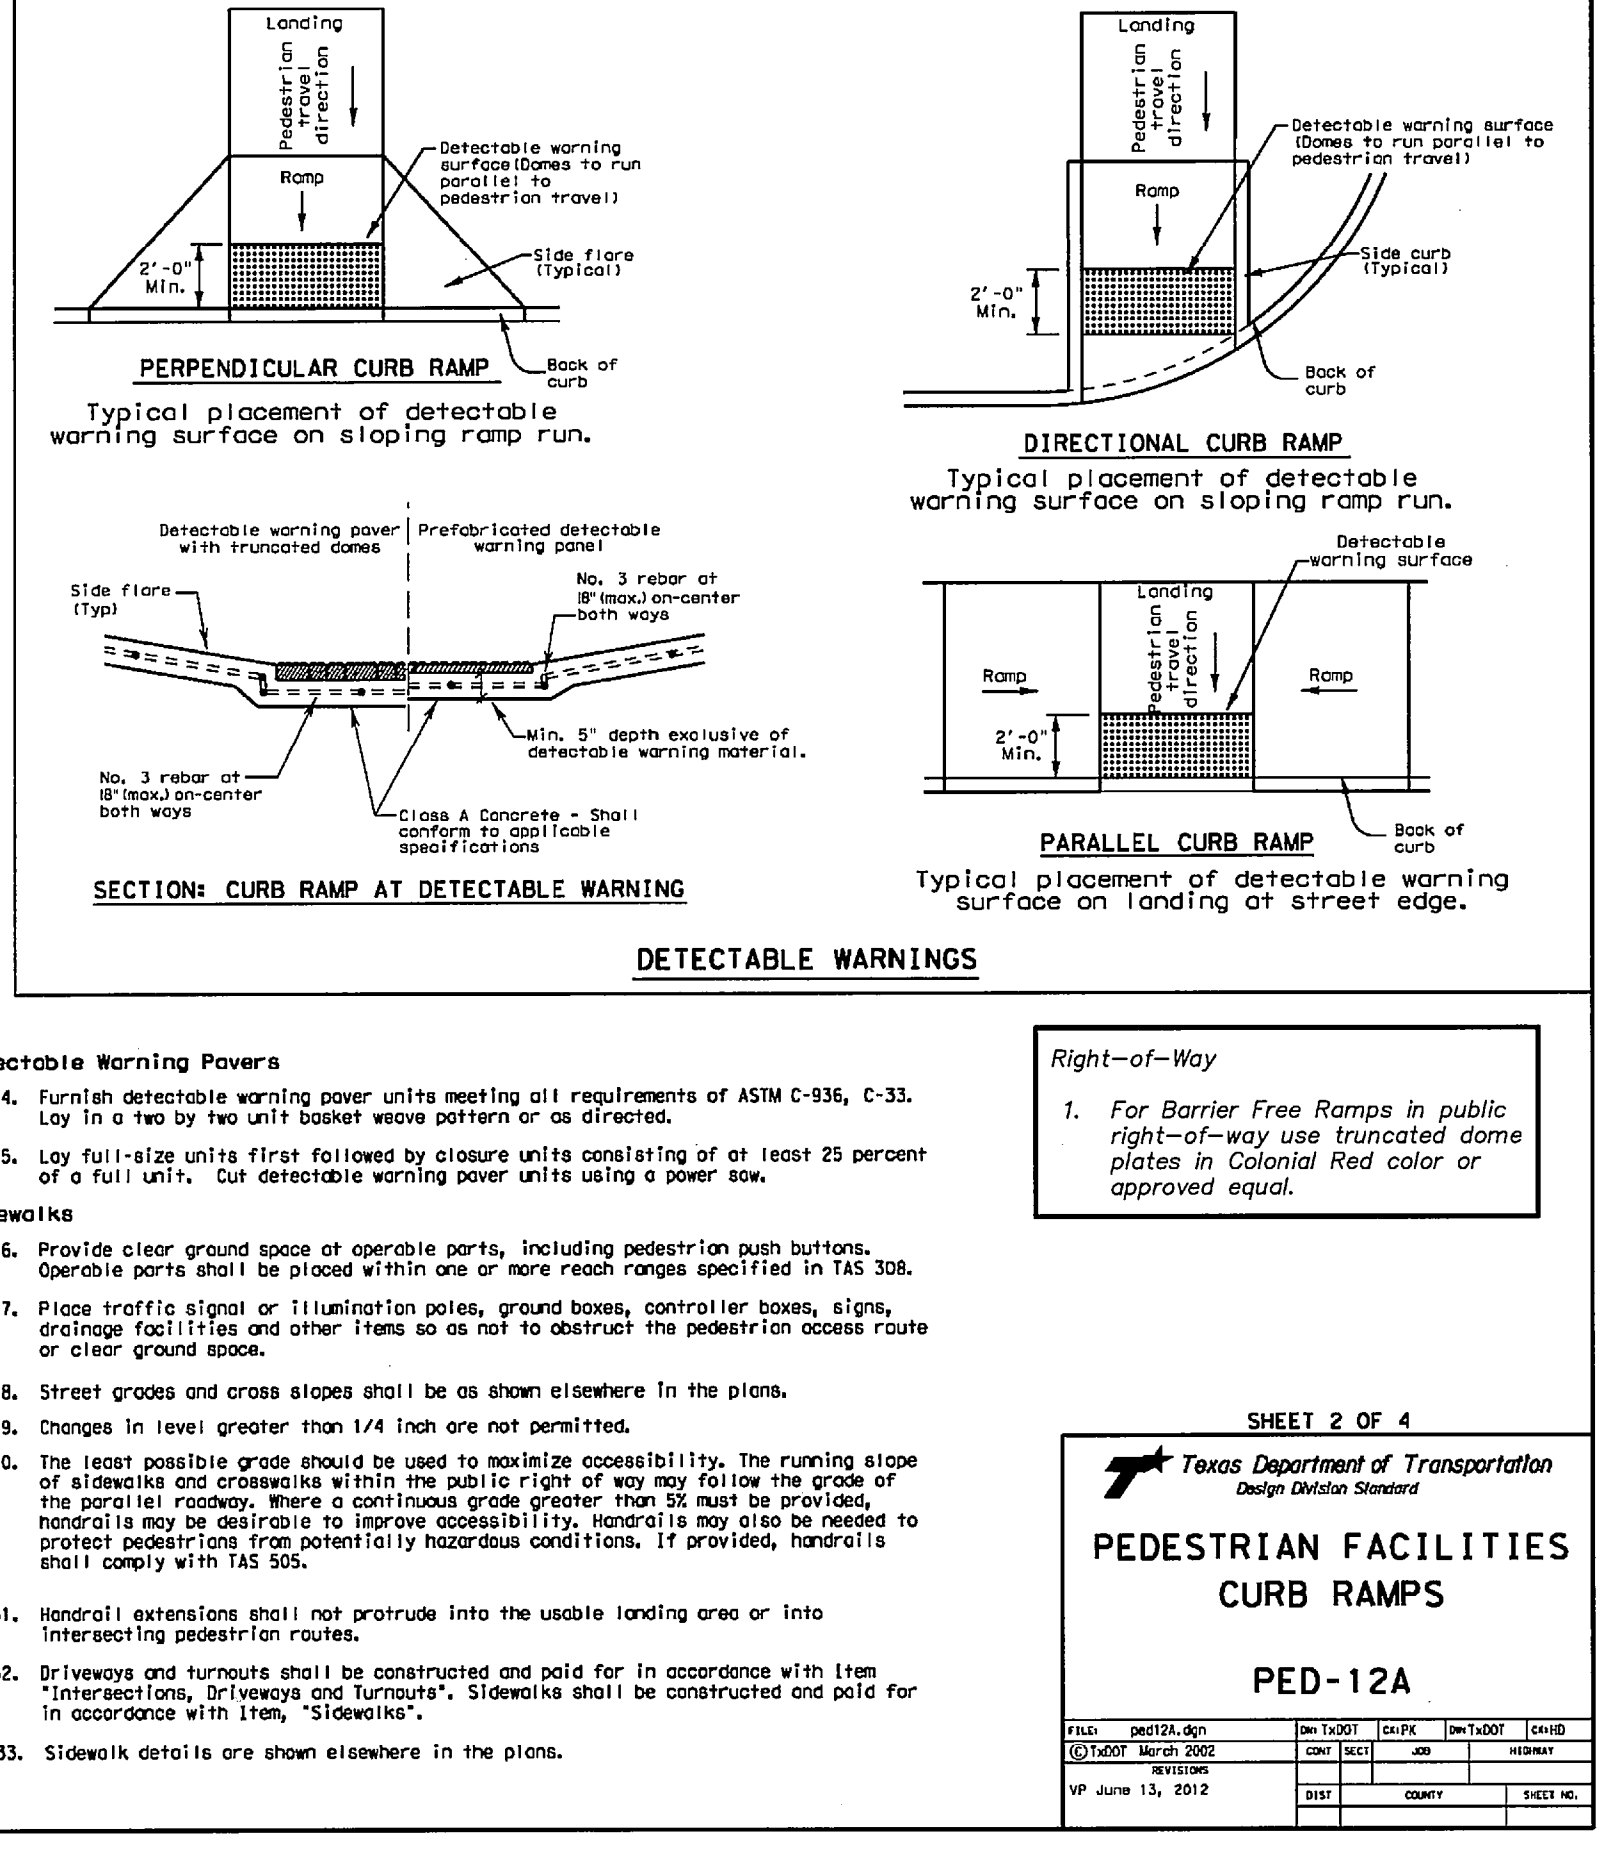 Landing
Pedestrian
travel
direction
Ramp
Detectable warning
surface(Domes to run
parallel to
pedestrian travel)
2'-0"
Min.
Side flare
(Typical)
Back of
curb
PERPENDICULAR CURB RAMP
Typical placement of detectable
warning surface on sloping ramp run.
Landing
Pedestrian
travel
direction
Ramp
Detectable warning surface
(Domes to run parallel to
pedestrian travel)
2'-0"
Min.
Side curb
(Typical)
Back of
curb
DIRECTIONAL CURB RAMP
Typical placement of detectable
warning surface on sloping ramp run.
Detectable warning paver
with truncated domes
Prefabricated detectable
warning panel
Side flare
(Typ)
No. 3 rebar at
18"(max.) on-center
both ways
Min. 5" depth exclusive of
detectable warning material.
No. 3 rebar at
18"(max.) on-center
both ways
Class A Concrete - Shall
conform to applicable
specifications
SECTION: CURB RAMP AT DETECTABLE WARNING
Detectable
warning surface
Landing
Pedestrian
travel
direction
Ramp
Ramp
2'-0"
Min.
Back of
curb
PARALLEL CURB RAMP
Typical placement of detectable warning
surface on landing at street edge.
DETECTABLE WARNINGS
ectable Warning Pavers
4. Furnish detectable warning paver units meeting all requirements of ASTM C-936, C-33.
Lay in a two by two unit basket weave pattern or as directed.
5. Lay full-size units first followed by closure units consisting of at least 25 percent
of a full unit. Cut detectable warning paver units using a power saw.
ewalks
6. Provide clear ground space at operable parts, including pedestrian push buttons.
Operable parts shall be placed within one or more reach ranges specified in TAS 308.
7. Place traffic signal or illumination poles, ground boxes, controller boxes, signs,
drainage facilities and other items so as not to obstruct the pedestrian access route
or clear ground space.
8. Street grades and cross slopes shall be as shown elsewhere in the plans.
9. Changes in level greater than 1/4 inch are not permitted.
0. The least possible grade should be used to maximize accessibility. The running slope
of sidewalks and crosswalks within the public right of way may follow the grade of
the parallel roadway. Where a continuous grade greater than 5% must be provided,
handrails may be desirable to improve accessibility. Handrails may also be needed to
protect pedestrians from potentially hazardous conditions. If provided, handrails
shall comply with TAS 505.
1. Handrail extensions shall not protrude into the usable landing area or into
intersecting pedestrian routes.
2. Driveways and turnouts shall be constructed and paid for in accordance with Item
"Intersections, Driveways and Turnouts". Sidewalks shall be constructed and paid for
in accordance with Item, "Sidewalks".
33. Sidewalk details are shown elsewhere in the plans.
Right-of-Way
1. For Barrier Free Ramps in public
right-of-way use truncated dome
plates in Colonial Red color or
approved equal.
SHEET 2 OF 4
Texas Department of Transportation
Design Division Standard
PEDESTRIAN FACILITIES
CURB RAMPS
PED-12A
FILE: ped12A.dgn DN: TxDOT CK: PK DW: TxDOT CK: HD
© TxDOT March 2002 CONT SECT JOB HIGHWAY
REVISIONS
VP June 13, 2012
DIST COUNTY SHEET NO.